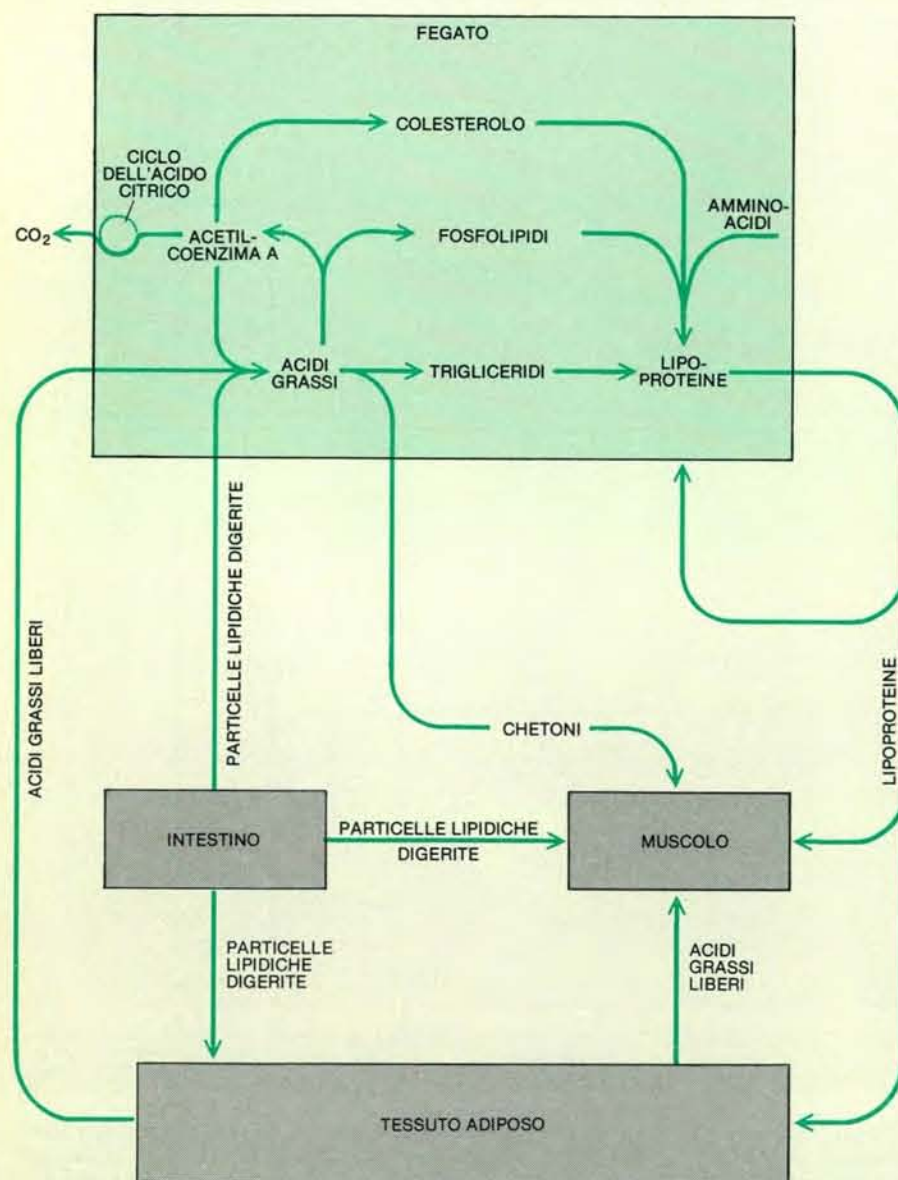 FEGATO
COLESTEROLO
CICLO
DELL'ACIDO
CITRICO
AMMINO-
ACIDI
CO₂
ACETIL-
COENZIMA A
FOSFOLIPIDI
ACIDI
GRASSI
TRIGLICERIDI
LIPO-
PROTEINE
ACIDI GRASSI LIBERI
PARTICELLE LIPIDICHE DIGERITE
CHETONI
LIPOPROTEINE
INTESTINO
PARTICELLE LIPIDICHE
DIGERITE
MUSCOLO
PARTICELLE
LIPIDICHE
DIGERITE
ACIDI
GRASSI
LIBERI
TESSUTO ADIPOSO